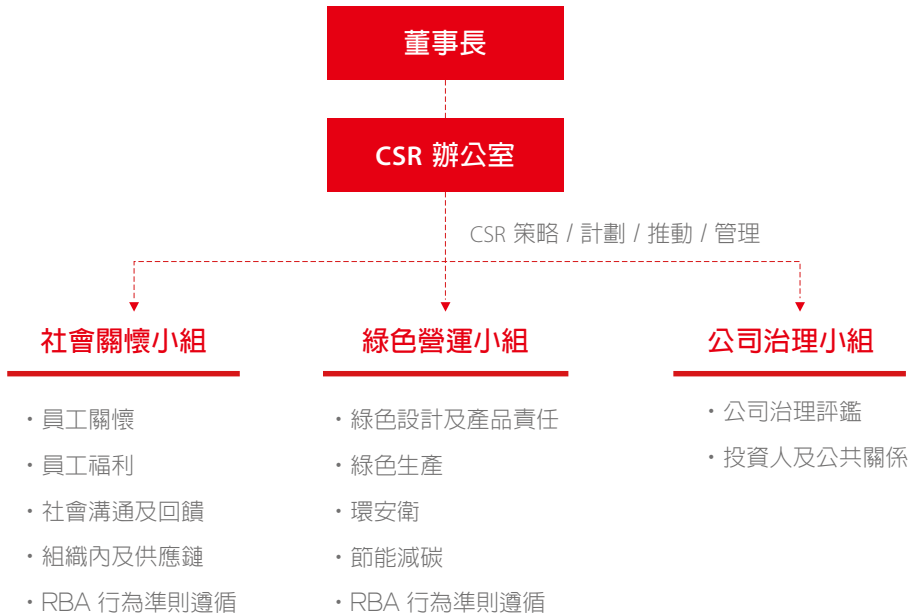 董事長
CSR 辦公室
CSR 策略 / 計劃 / 推動 / 管理
社會關懷小組
・員工關懷
・員工福利
・社會溝通及回饋
・組織內及供應鏈
・RBA 行為準則遵循
綠色營運小組
・綠色設計及產品責任
・綠色生產
・環安衛
・節能減碳
・RBA 行為準則遵循
公司治理小組
・公司治理評鑑
・投資人及公共關係